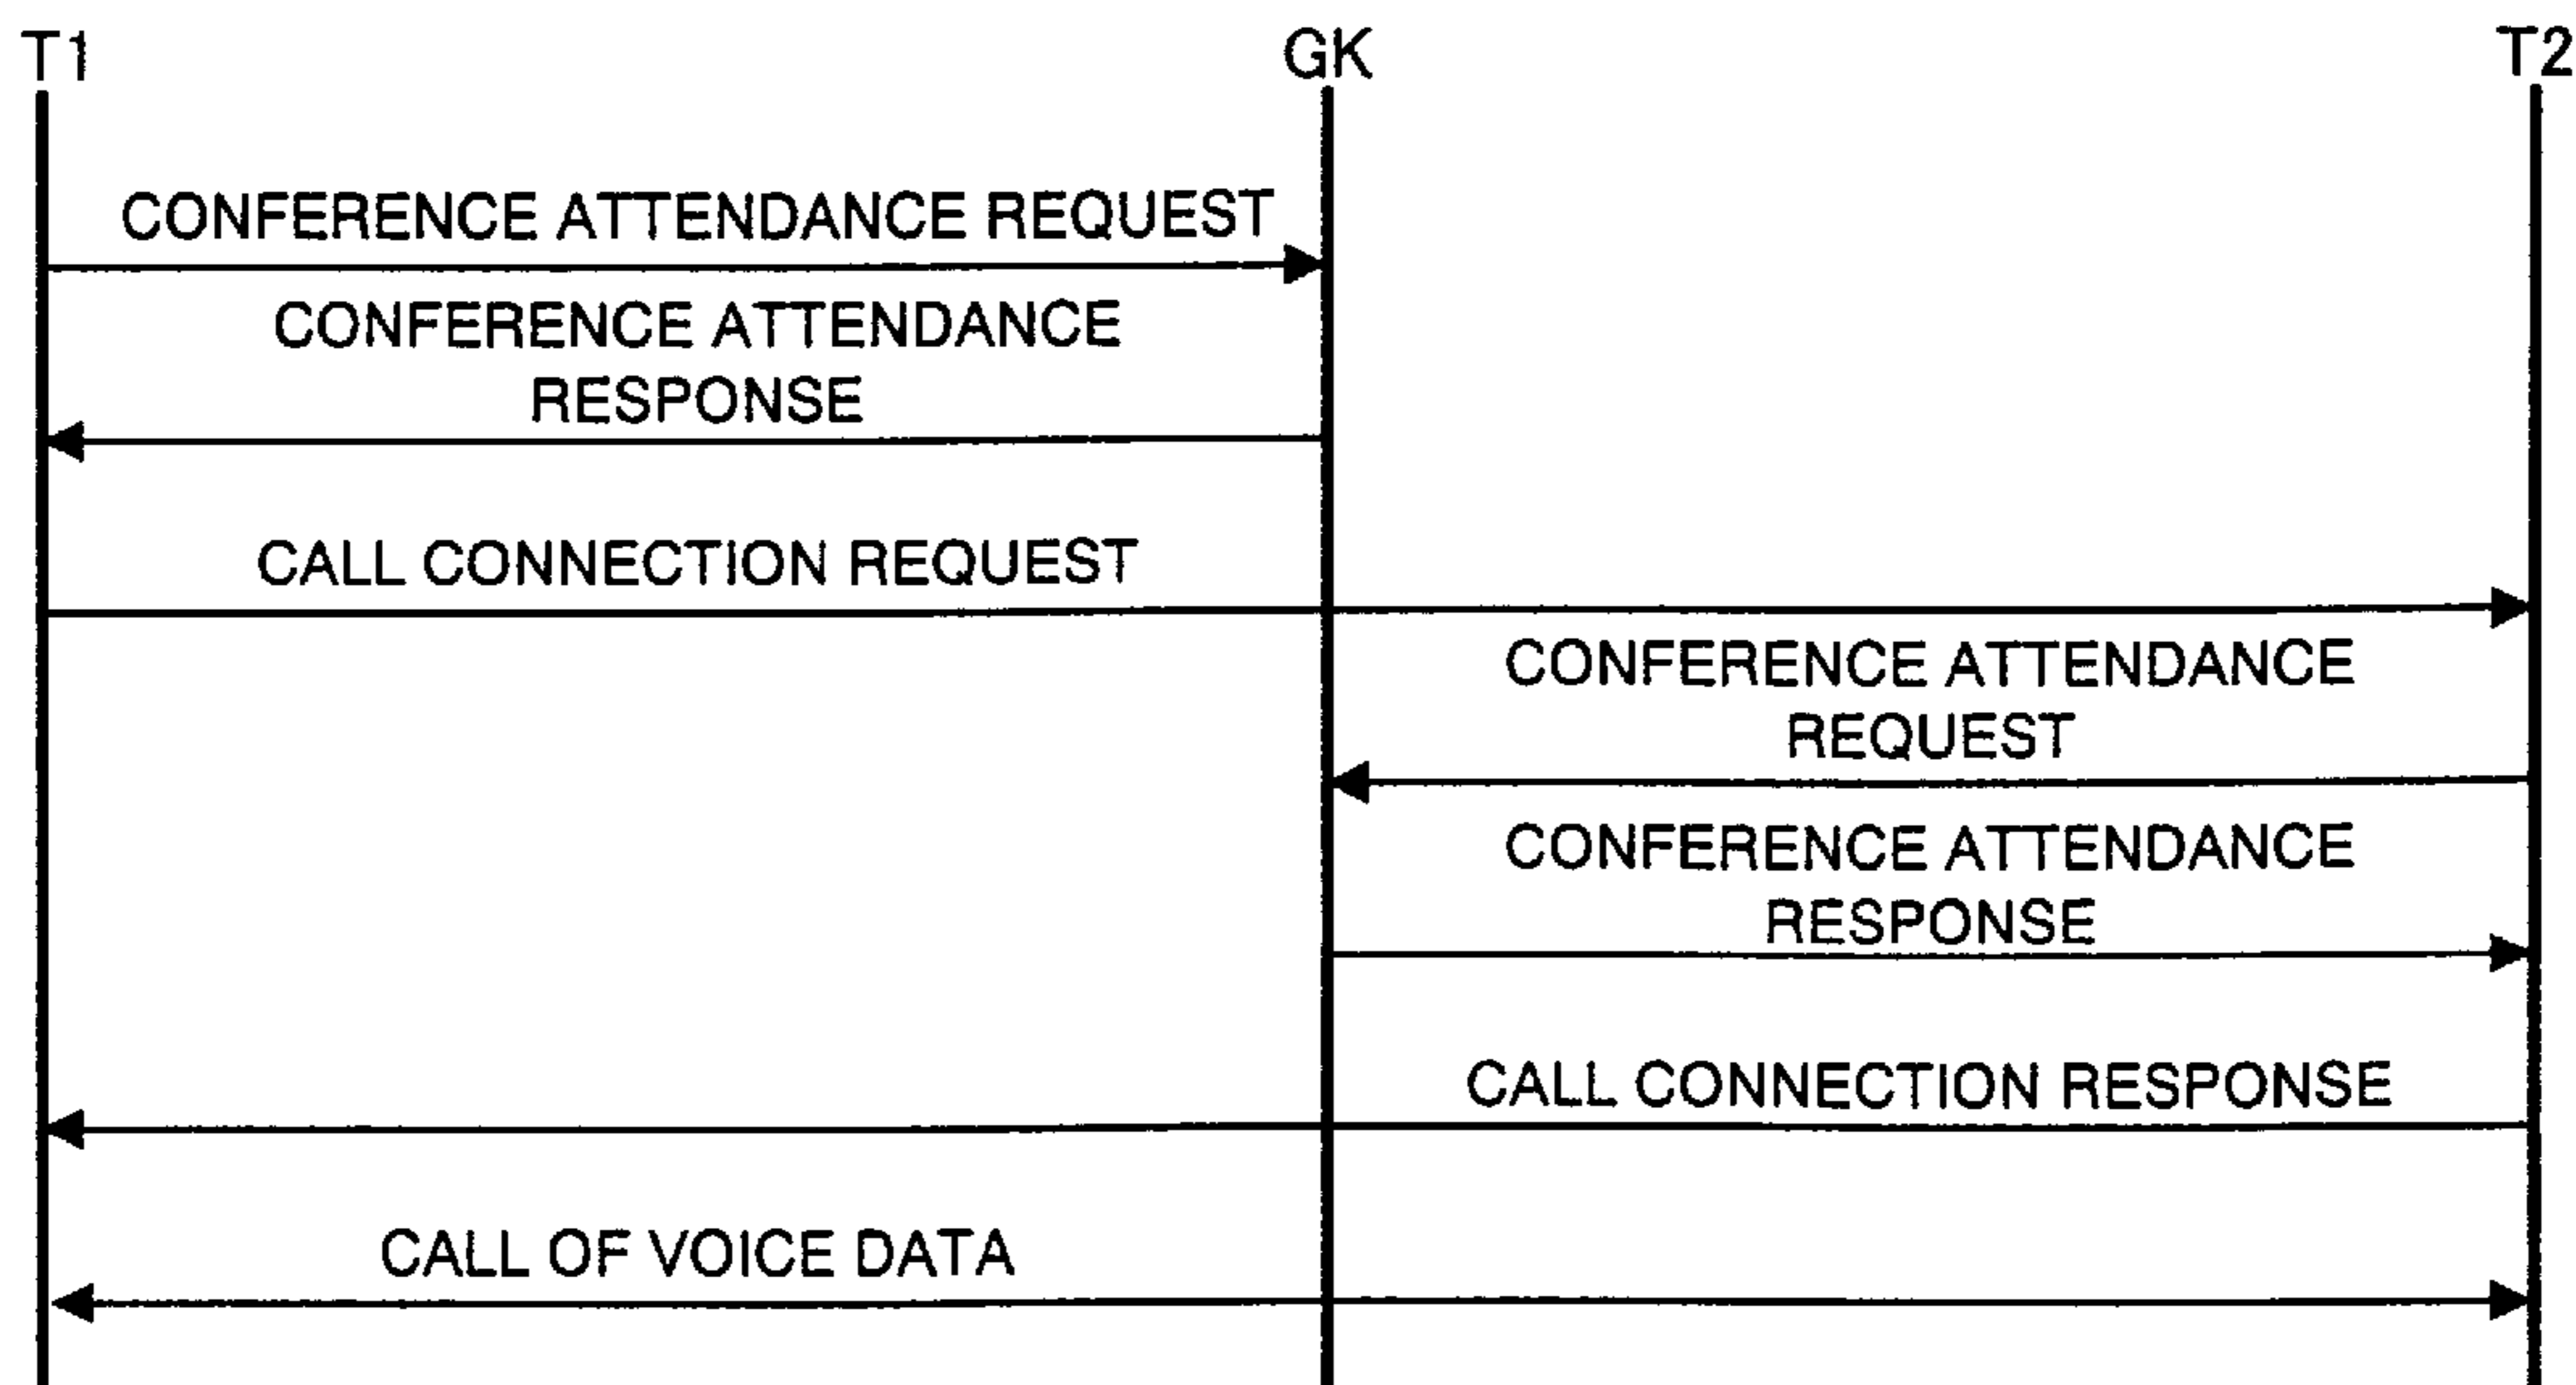 T1
GK
T2
CONFERENCE ATTENDANCE REQUEST
CONFERENCE ATTENDANCE
RESPONSE
CALL CONNECTION REQUEST
CONFERENCE ATTENDANCE
REQUEST
CONFERENCE ATTENDANCE
RESPONSE
CALL CONNECTION RESPONSE
CALL OF VOICE DATA